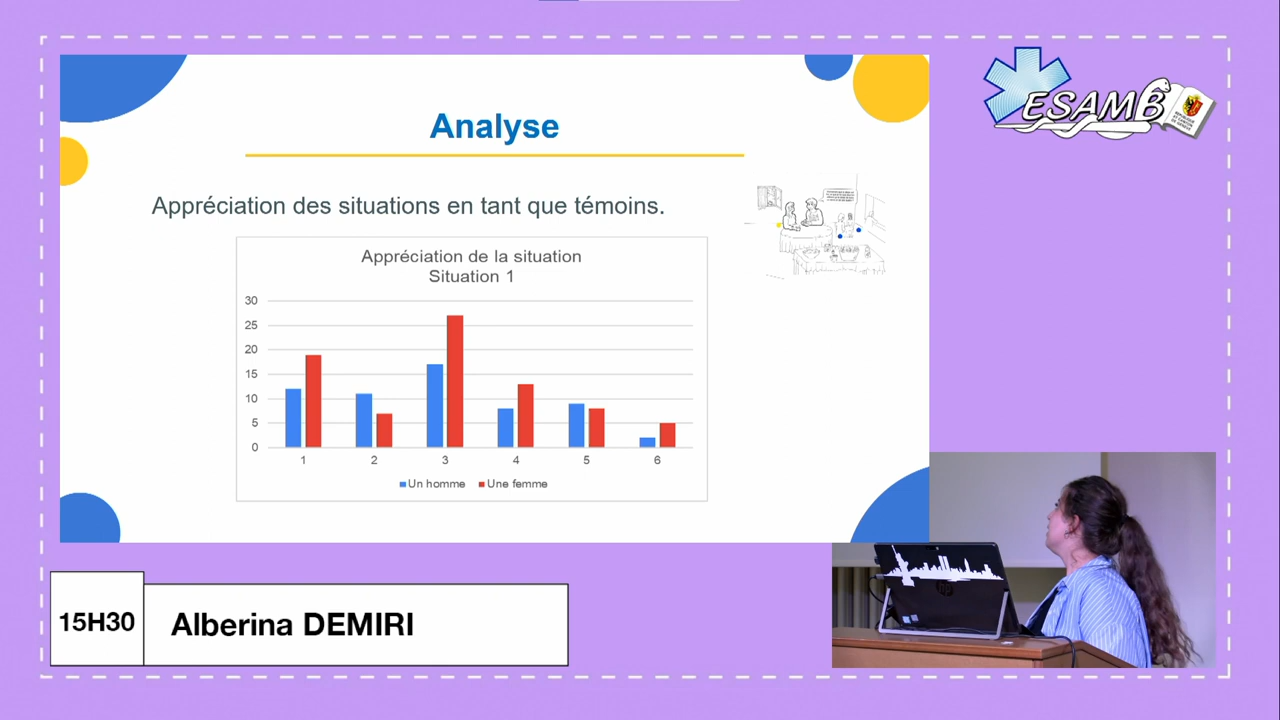 Analyse
Appréciation des situations en tant que témoins.
Appréciation de la situation
Situation 1
30
25
20
15
10
5
0
1 2 3 4 5 6
Un homme Une femme
ESAMB
15H30
Alberina DEMIRI
hp